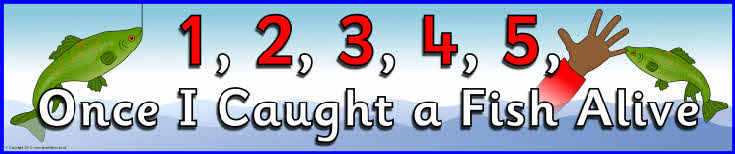 1, 2, 3, 4, 5,
Once I Caught a Fish Alive